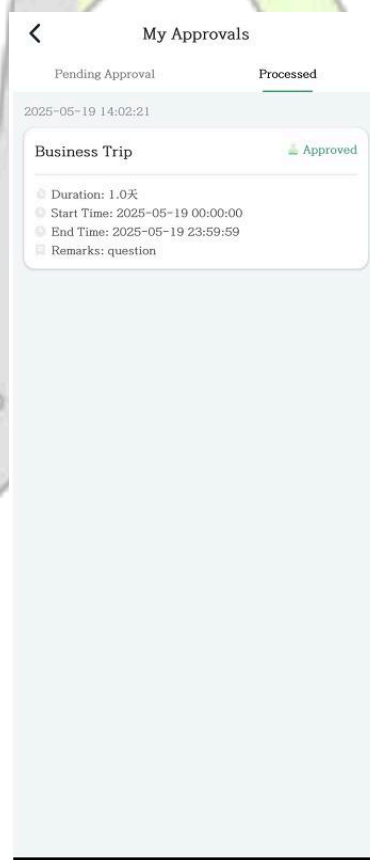 My Approvals
Pending Approval
Processed
2025-05-19 14:02:21
Business Trip
Approved
Duration: 1.0天
Start Time: 2025-05-19 00:00:00
End Time: 2025-05-19 23:59:59
Remarks: question